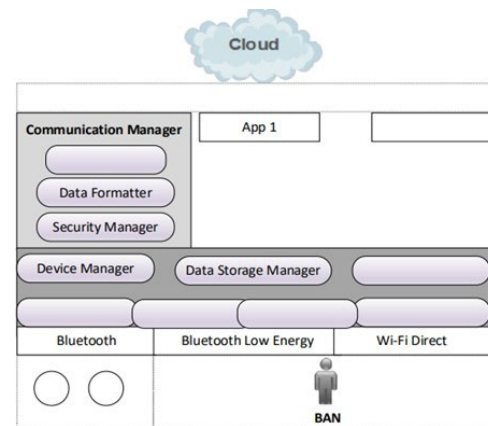 Cloud
Communication Manager
App 1
Data Formatter
Security Manager
Device Manager
Data Storage Manager
Bluetooth
Bluetooth Low Energy
Wi-Fi Direct
BAN